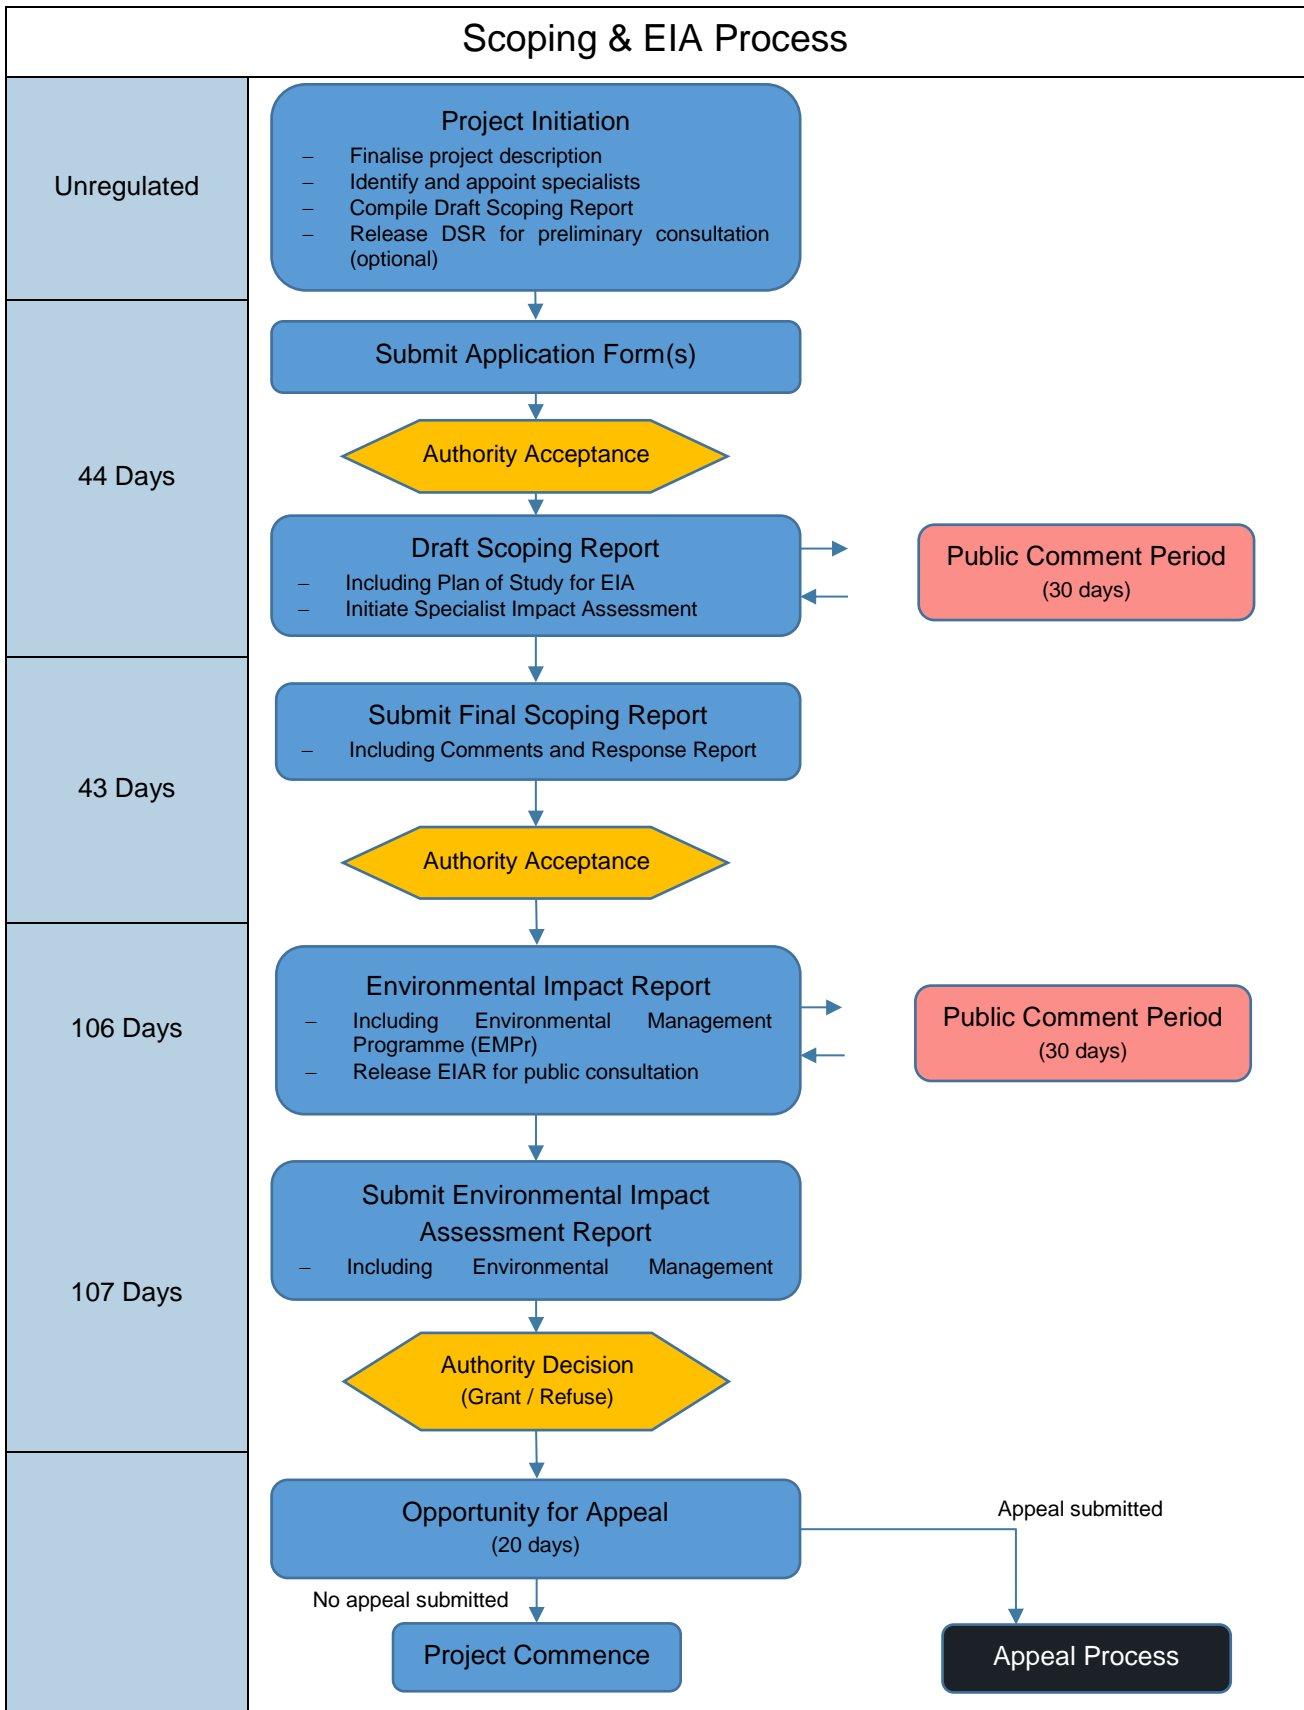 Scoping & EIA Process
Unregulated
Project Initiation
– Finalise project description
– Identify and appoint specialists
– Compile Draft Scoping Report
– Release DSR for preliminary consultation
(optional)
44 Days
Submit Application Form(s)
Authority Acceptance
Draft Scoping Report
– Including Plan of Study for EIA
– Initiate Specialist Impact Assessment
Public Comment Period
(30 days)
43 Days
Submit Final Scoping Report
– Including Comments and Response Report
Authority Acceptance
106 Days
Environmental Impact Report
– Including Environmental Management
Programme (EMPr)
– Release EIAR for public consultation
Public Comment Period
(30 days)
107 Days
Submit Environmental Impact
Assessment Report
– Including Environmental Management
Authority Decision
(Grant / Refuse)
Opportunity for Appeal
(20 days)
Appeal submitted
No appeal submitted
Project Commence
Appeal Process